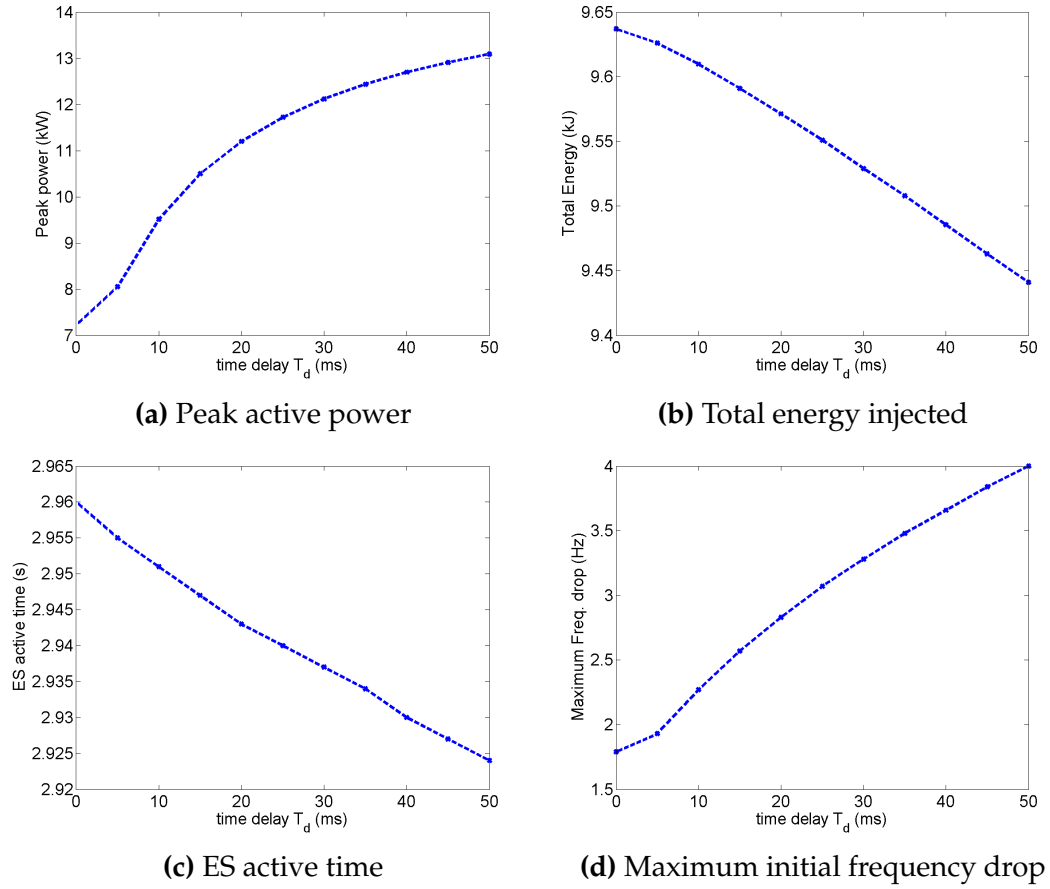 14
13
12
11
10
9
8
7
Peak power (kW)
0 10 20 30 40 50
time delay T_d (ms)
(a) Peak active power
9.65
9.6
9.55
9.5
9.45
9.4
Total Energy (kJ)
0 10 20 30 40 50
time delay T_d (ms)
(b) Total energy injected
2.965
2.96
2.955
2.95
2.945
2.94
2.935
2.93
2.925
2.92
ES active time (s)
0 10 20 30 40 50
time delay T_d (ms)
(c) ES active time
4
3.5
3
2.5
2
1.5
Maximum Freq. drop (Hz)
0 10 20 30 40 50
time delay T_d (ms)
(d) Maximum initial frequency drop